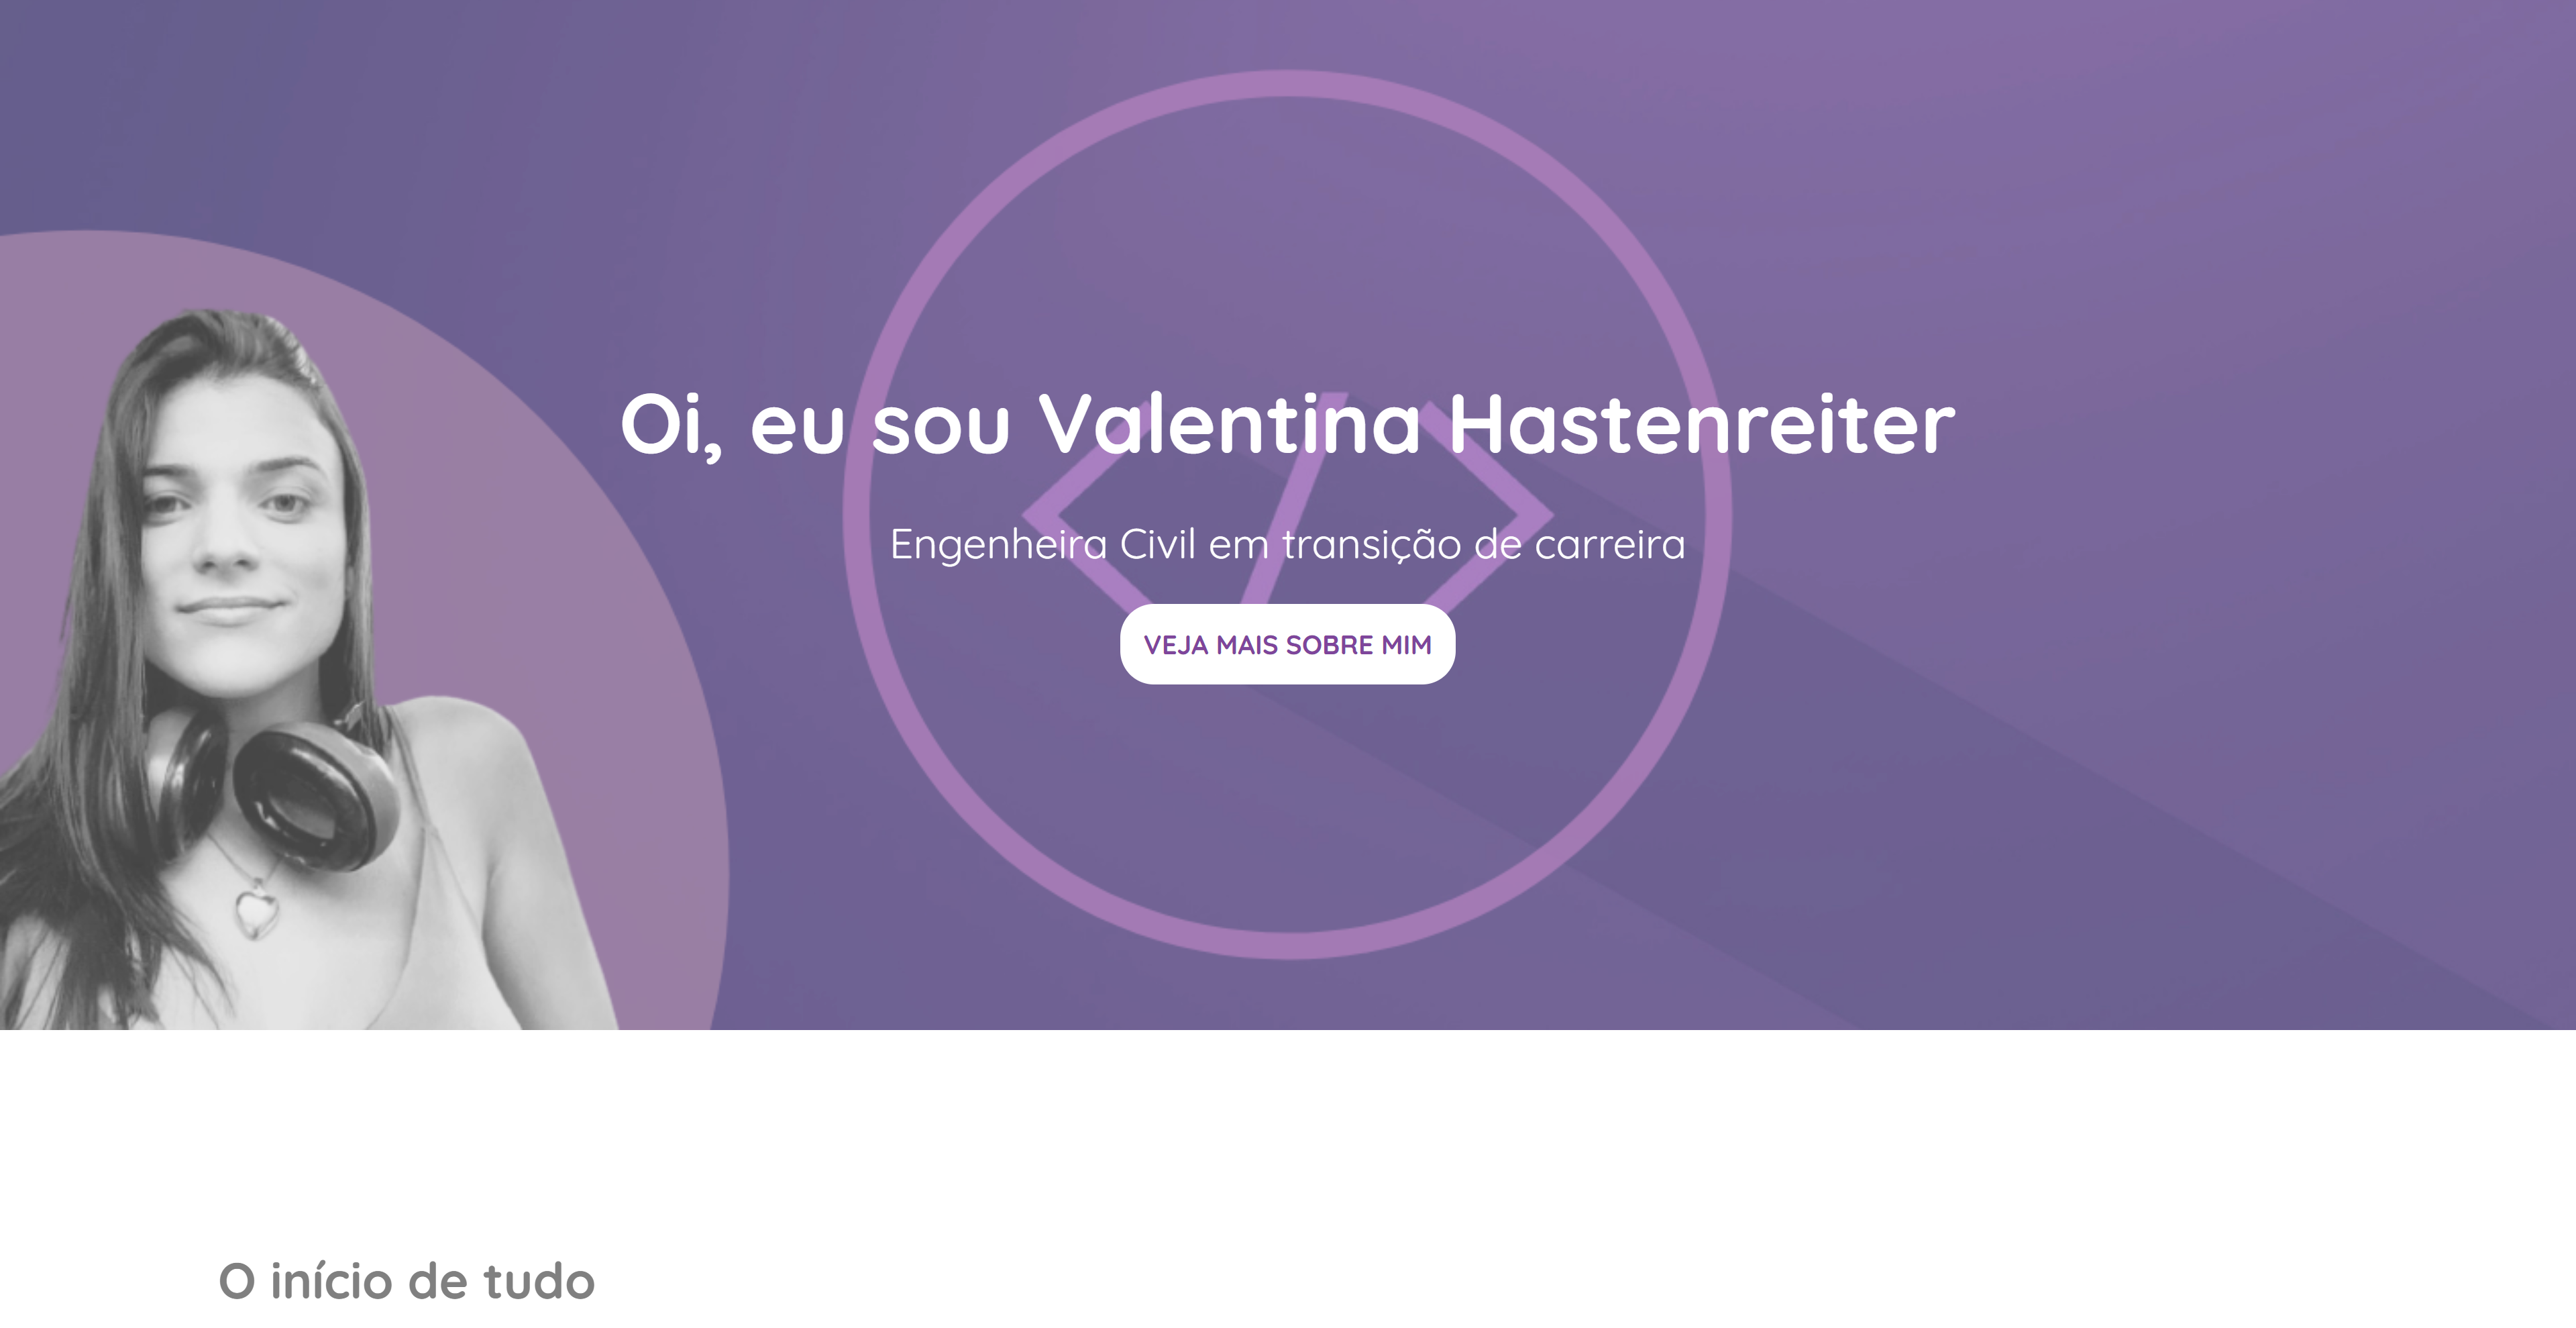 Oi, eu sou Valentina Hastenreiter
Engenheira Civil em transição de carreira
VEJA MAIS SOBRE MIM
O início de tudo